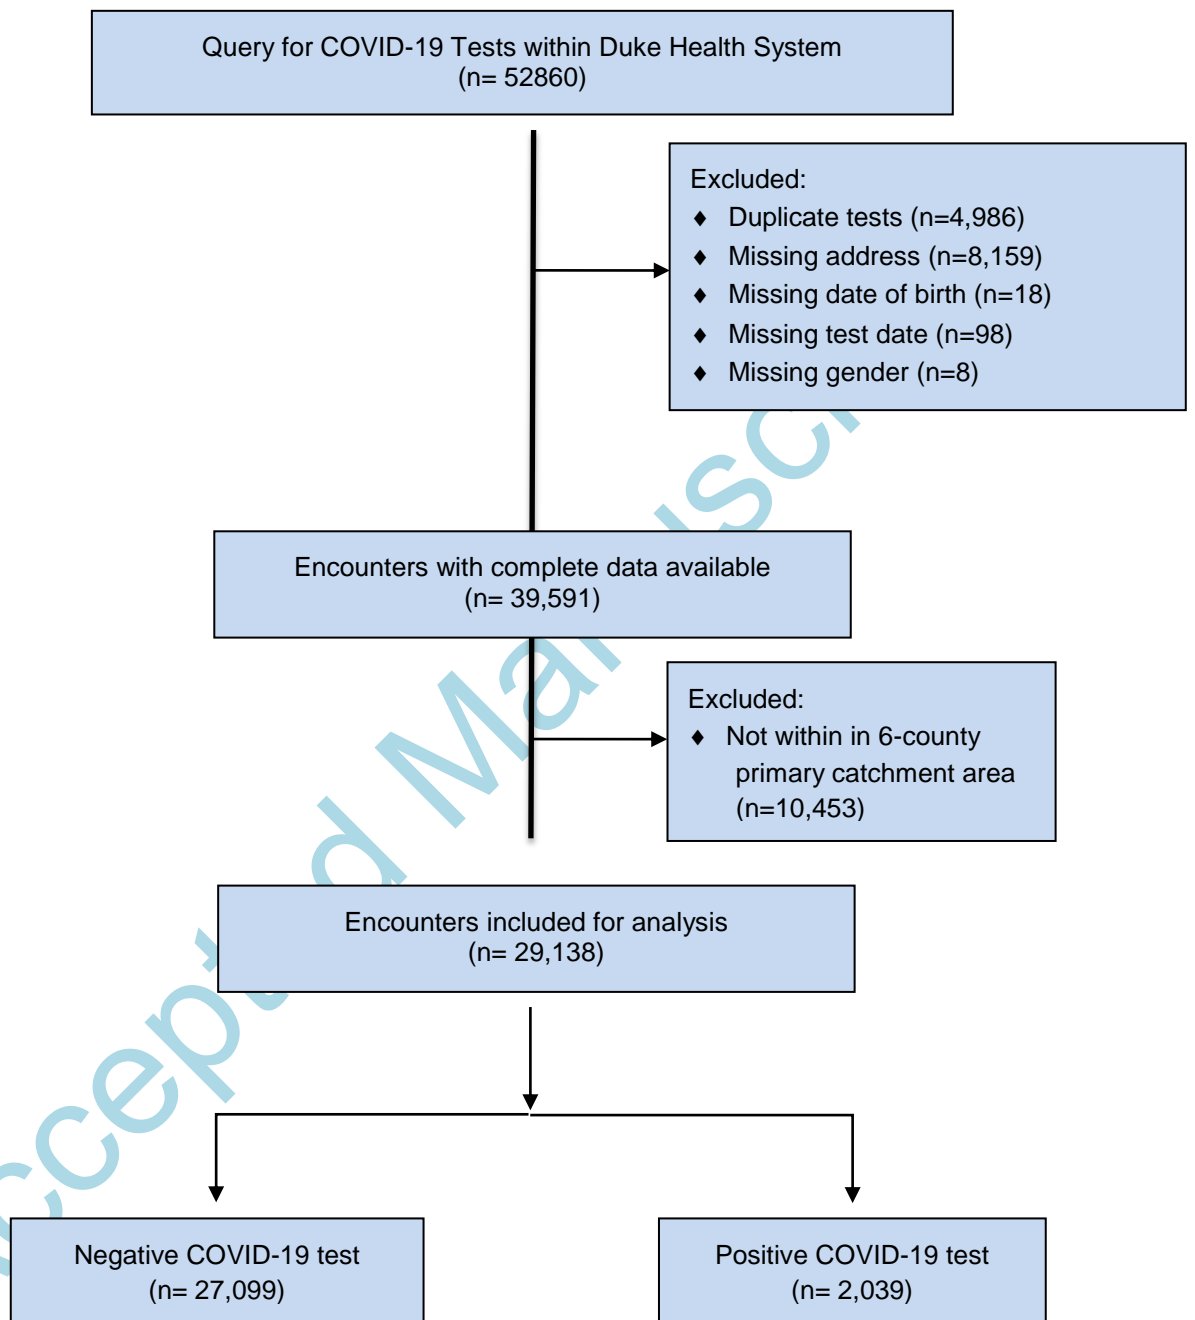 Query for COVID-19 Tests within Duke Health System
(n= 52860)
Excluded:
♦ Duplicate tests (n=4,986)
♦ Missing address (n=8,159)
♦ Missing date of birth (n=18)
♦ Missing test date (n=98)
♦ Missing gender (n=8)
Encounters with complete data available
(n= 39,591)
Excluded:
♦ Not within in 6-county
primary catchment area
(n=10,453)
Encounters included for analysis
(n= 29,138)
Negative COVID-19 test
(n= 27,099)
Positive COVID-19 test
(n= 2,039)